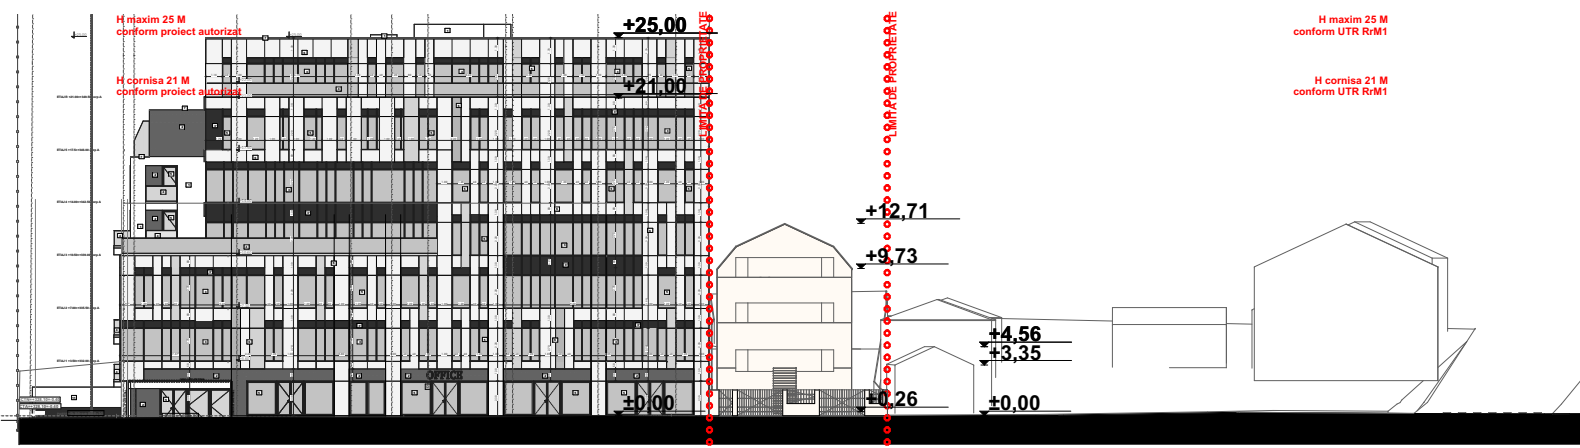 H maxim 25 M
conform proiect autorizat
H cornisa 21 M
conform proiect autorizat
+25,00
+21,00
LIMITA DE PROPRIETATE
LIMITA DE PROPRIETATE
H maxim 25 M
conform UTR RrM1
H cornisa 21 M
conform UTR RrM1
+12,71
+9,73
+4,56
+3,35
OFFICE
±0,00
+0,26
±0,00